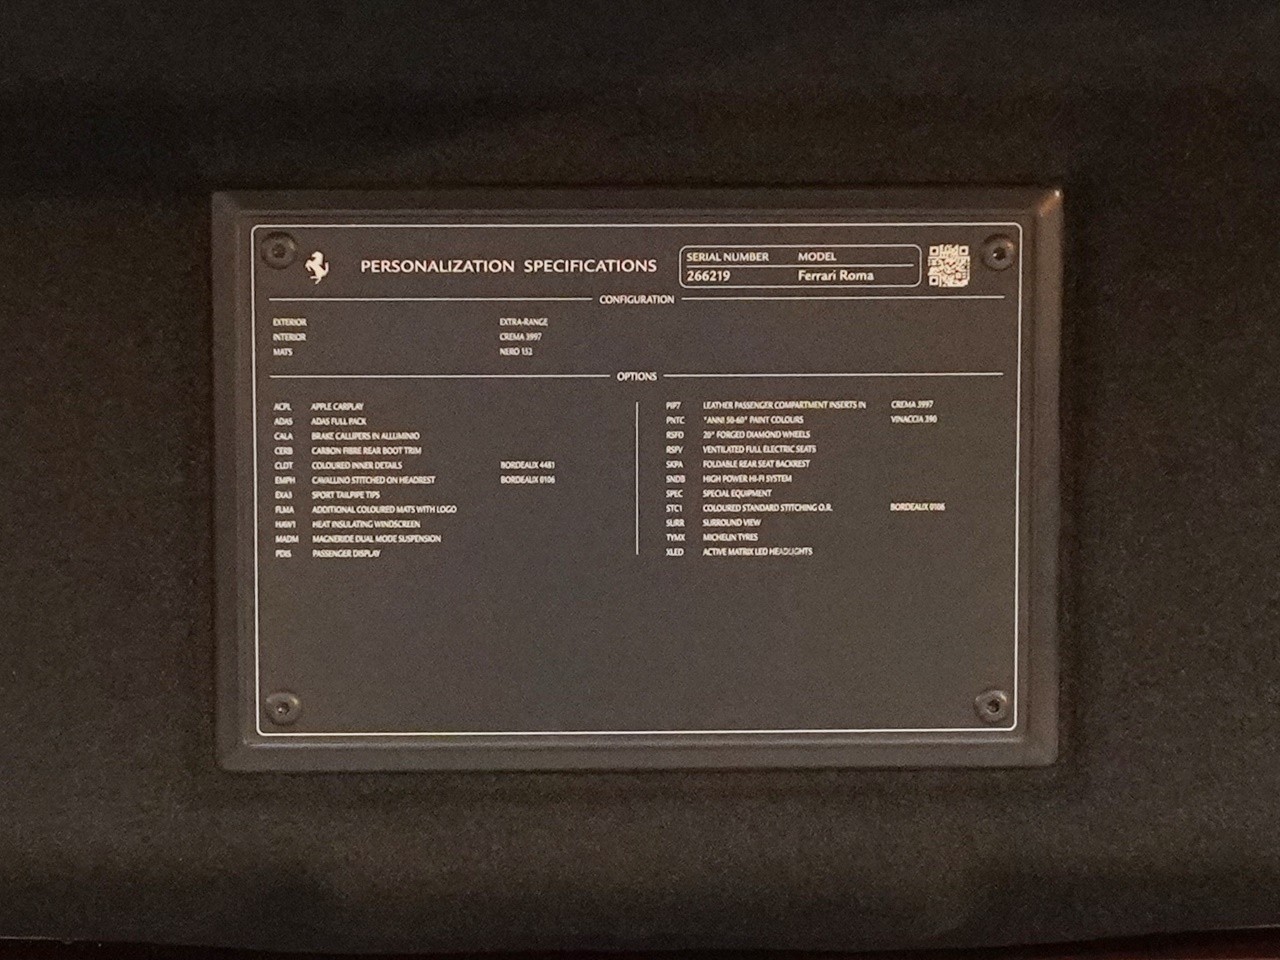 PERSONALIZATION SPECIFICATIONS
SERIAL NUMBER MODEL
266219 Ferrari Roma
CONFIGURATION
EXTERIOR EXTRA-RANGE
INTERIOR CREMA 3997
MATS NERO 152
OPTIONS
ACPL APPLE CARPLAY
ADAS ADAS FULL PACK
CALA BRAKE CALLIPERS IN ALLUMINIO
CERB CARBON FIBRE REAR BOOT TRIM
CLDT COLOURED INNER DETAILS BORDEAUX 4481
EMPH CAVALLINO STITCHED ON HEADREST BORDEAUX 0106
EXA3 SPORT TAILPIPE TIPS
FLMA ADDITIONAL COLOURED MATS WITH LOGO
HAW1 HEAT INSULATING WINDSCREEN
MADM MAGNERIDE DUAL MODE SUSPENSION
PDIS PASSENGER DISPLAY
PIP7 LEATHER PASSENGER COMPARTMENT INSERTS IN CREMA 3997
PNTC "ANNI 50-60" PAINT COLOURS VINACCIA 390
RSFD 20" FORGED DIAMOND WHEELS
RSFV VENTILATED FULL ELECTRIC SEATS
SKPA FOLDABLE REAR SEAT BACKREST
SNDB HIGH POWER HI-FI SYSTEM
SPEC SPECIAL EQUIPMENT
STC1 COLOURED STANDARD STITCHING O.R. BORDEAUX 0106
SURR SURROUND VIEW
TYMX MICHELIN TYRES
XLED ACTIVE MATRIX LED HEADLIGHTS